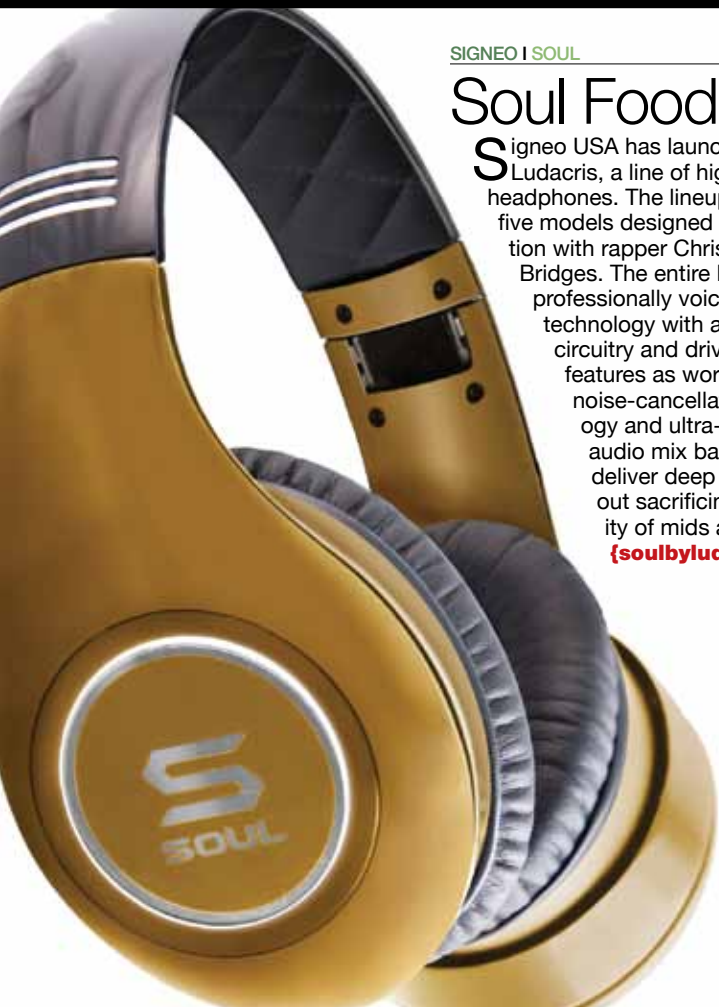 SIGNEO I SOUL
Soul Food
Signeo USA has launc
Ludacris, a line of hig
headphones. The lineup
five models designed
tion with rapper Chris
Bridges. The entire
professionally voic
technology with a
circuitry and driv
features as wor
noise-cancella
ogy and ultra-
audio mix ba
deliver deep
out sacrificin
ity of mids a
{soulbylud
S
SOUL